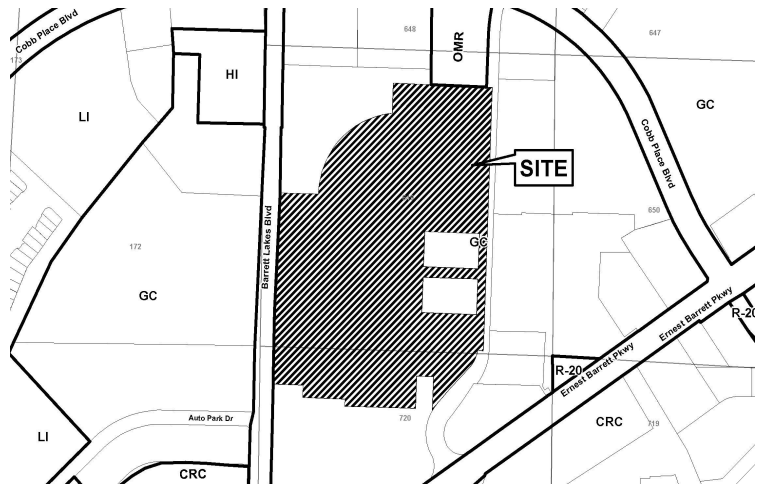 Cobb Place Blvd
648
OMR
647
173
HI
GC
LI
SITE
Cobb Place Blvd
Barrett Lakes Blvd
650
172
GC
GC
Ernest Barrett Pkwy
R-20
R-20
Ernest Barrett Pkwy
Auto Park Dr
720
CRC
719
LI
CRC